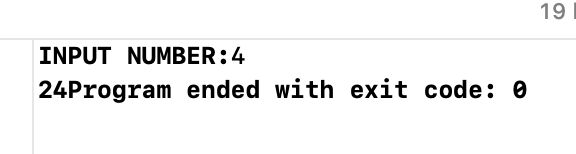 19
INPUT NUMBER:4
24Program ended with exit code: 0